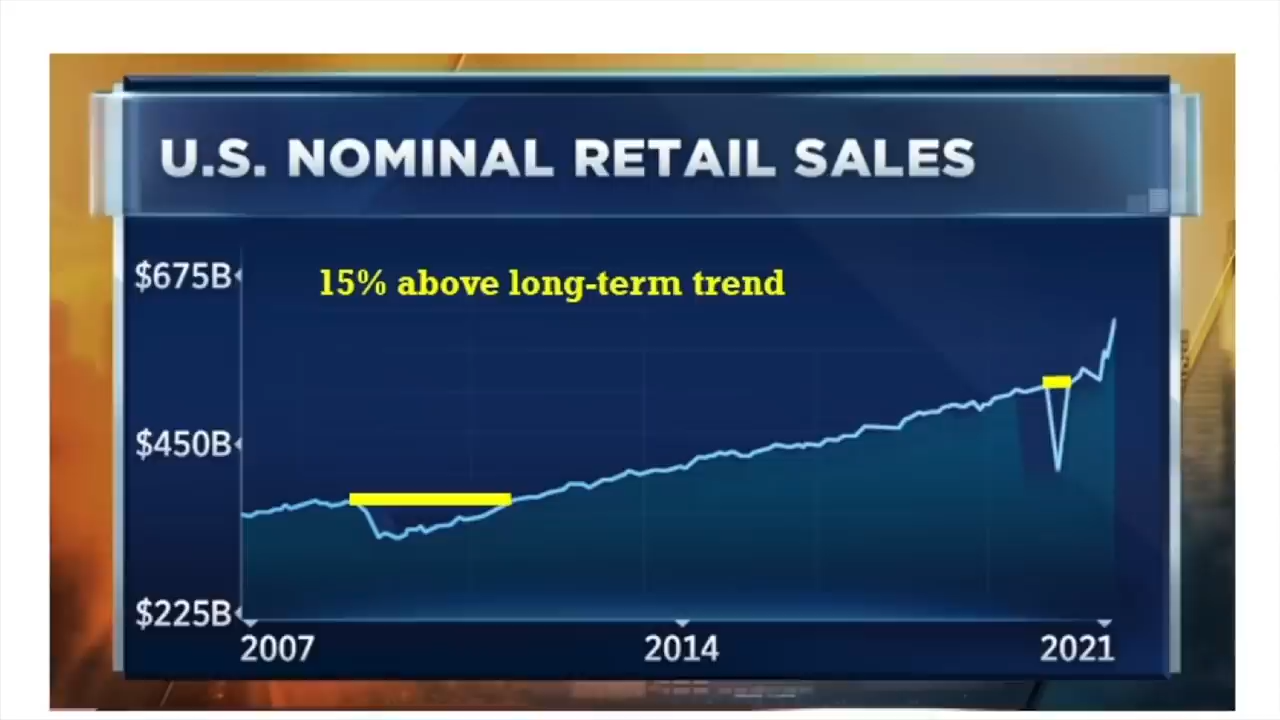 U.S. NOMINAL RETAIL SALES
15% above long-term trend
$675B
$450B
$225B
2007 2014 2021